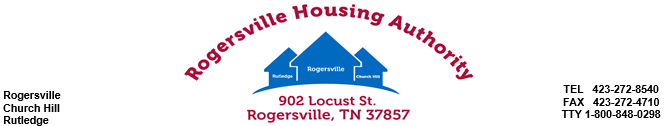 Rogersville Housing Authority
Rutledge
Rogersville
Church Hill
902 Locust St.
Rogersville, TN 37857
Rogersville
Church Hill
Rutledge
TEL 423-272-8540
FAX 423-272-4710
TTY 1-800-848-0298